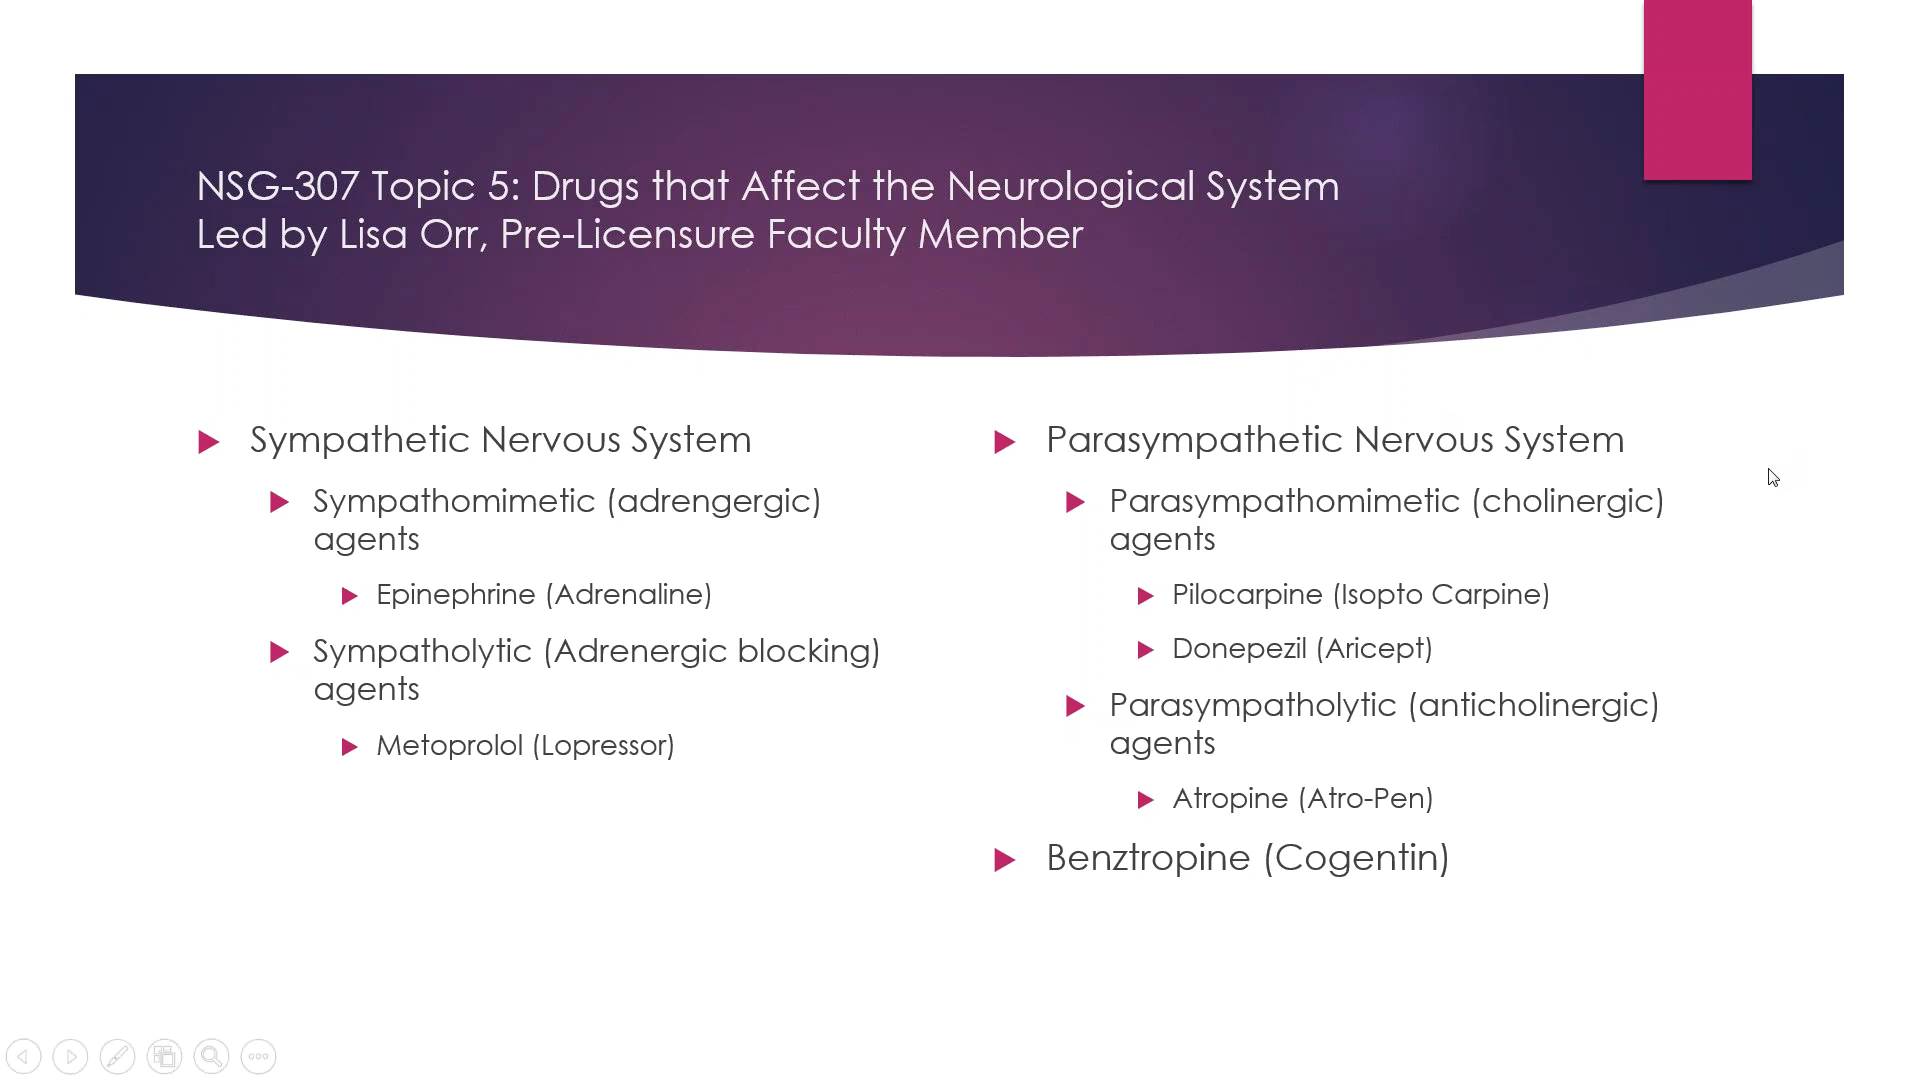 NSG-307 Topic 5: Drugs that Affect the Neurological System
Led by Lisa Orr, Pre-Licensure Faculty Member
Sympathetic Nervous System
Sympathomimetic (adrengergic)
agents
Epinephrine (Adrenaline)
Sympatholytic (Adrenergic blocking)
agents
Metoprolol (Lopressor)
Parasympathetic Nervous System
Parasympathomimetic (cholinergic)
agents
Pilocarpine (Isopto Carpine)
Donepezil (Aricept)
Parasympatholytic (anticholinergic)
agents
Atropine (Atro-Pen)
Benztropine (Cogentin)